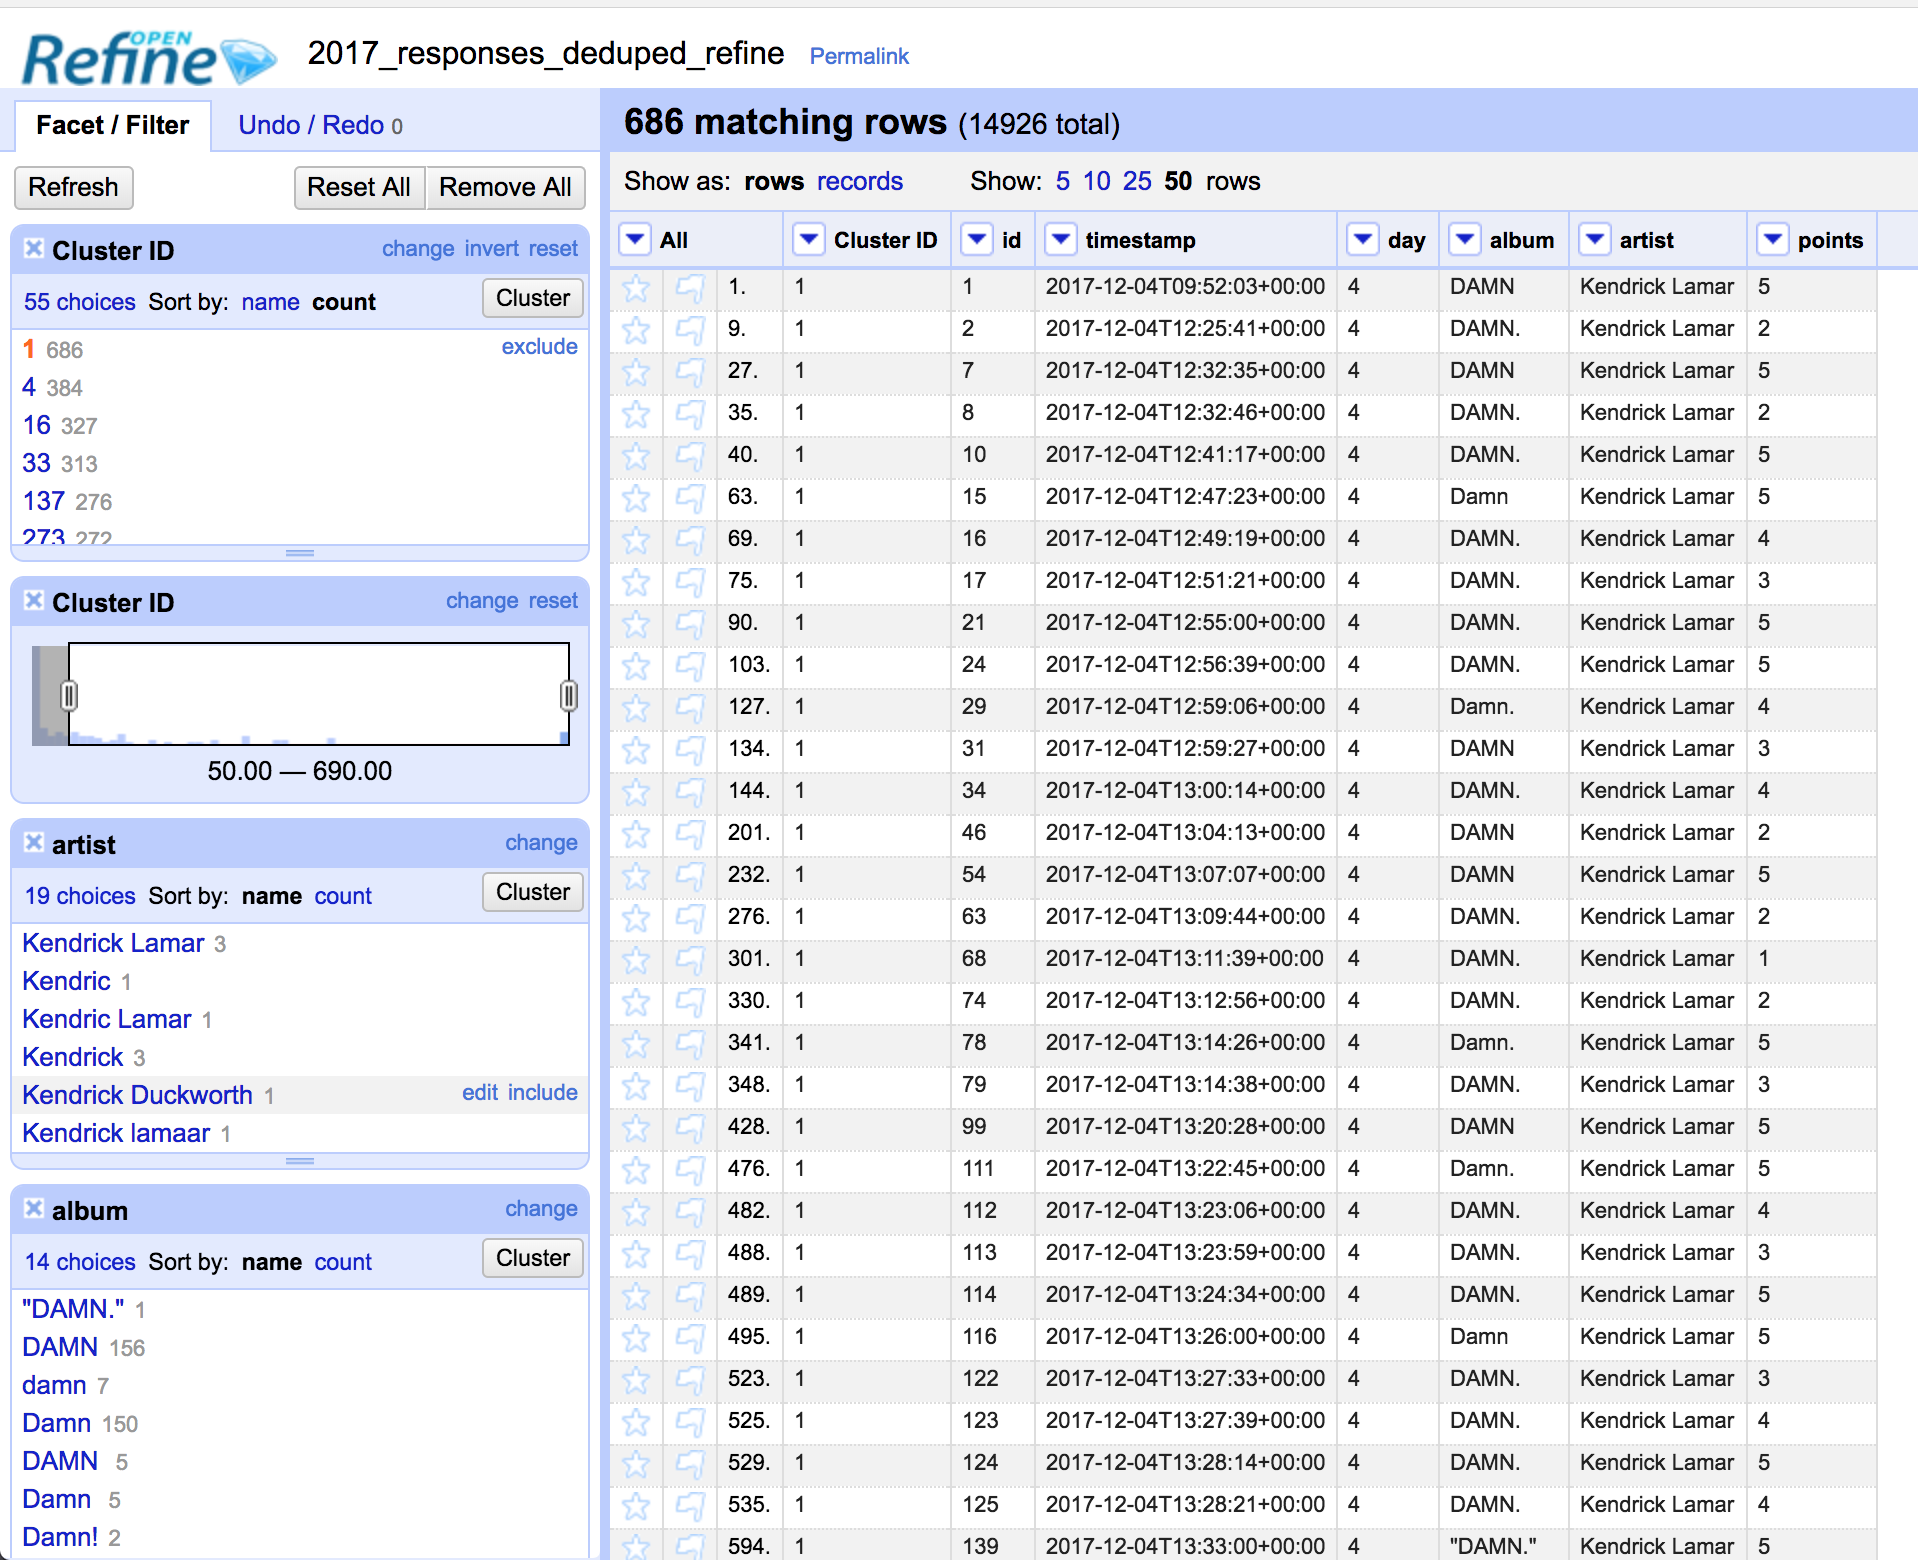 OPEN
Refine 2017_responses_deduped_refine Permalink
Facet / Filter Undo / Redo 0
Refresh Reset All Remove All
Cluster ID change invert reset
55 choices Sort by: name count Cluster
1 686 exclude
4 384
16 327
33 313
137 276
273 272
Cluster ID change reset
50.00 — 690.00
artist change
19 choices Sort by: name count Cluster
Kendrick Lamar 3
Kendric 1
Kendric Lamar 1
Kendrick 3
Kendrick Duckworth 1 edit include
Kendrick lamaar 1
album change
14 choices Sort by: name count Cluster
"DAMN." 1
DAMN 156
damn 7
Damn 150
DAMN 5
Damn 5
Damn! 2
686 matching rows (14926 total)
Show as: rows records Show: 5 10 25 50 rows
All Cluster ID id timestamp day album artist points
1. 1 1 2017-12-04T09:52:03+00:00 4 DAMN Kendrick Lamar 5
9. 1 2 2017-12-04T12:25:41+00:00 4 DAMN. Kendrick Lamar 2
27. 1 7 2017-12-04T12:32:35+00:00 4 DAMN Kendrick Lamar 5
35. 1 8 2017-12-04T12:32:46+00:00 4 DAMN. Kendrick Lamar 2
40. 1 10 2017-12-04T12:41:17+00:00 4 DAMN. Kendrick Lamar 5
63. 1 15 2017-12-04T12:47:23+00:00 4 Damn Kendrick Lamar 5
69. 1 16 2017-12-04T12:49:19+00:00 4 DAMN. Kendrick Lamar 4
75. 1 17 2017-12-04T12:51:21+00:00 4 DAMN. Kendrick Lamar 3
90. 1 21 2017-12-04T12:55:00+00:00 4 DAMN. Kendrick Lamar 5
103. 1 24 2017-12-04T12:56:39+00:00 4 DAMN. Kendrick Lamar 5
127. 1 29 2017-12-04T12:59:06+00:00 4 Damn. Kendrick Lamar 4
134. 1 31 2017-12-04T12:59:27+00:00 4 DAMN Kendrick Lamar 3
144. 1 34 2017-12-04T13:00:14+00:00 4 DAMN. Kendrick Lamar 4
201. 1 46 2017-12-04T13:04:13+00:00 4 DAMN Kendrick Lamar 2
232. 1 54 2017-12-04T13:07:07+00:00 4 DAMN Kendrick Lamar 5
276. 1 63 2017-12-04T13:09:44+00:00 4 DAMN. Kendrick Lamar 2
301. 1 68 2017-12-04T13:11:39+00:00 4 DAMN. Kendrick Lamar 1
330. 1 74 2017-12-04T13:12:56+00:00 4 DAMN. Kendrick Lamar 2
341. 1 78 2017-12-04T13:14:26+00:00 4 Damn. Kendrick Lamar 5
348. 1 79 2017-12-04T13:14:38+00:00 4 DAMN. Kendrick Lamar 3
428. 1 99 2017-12-04T13:20:28+00:00 4 DAMN Kendrick Lamar 5
476. 1 111 2017-12-04T13:22:45+00:00 4 Damn. Kendrick Lamar 5
482. 1 112 2017-12-04T13:23:06+00:00 4 DAMN. Kendrick Lamar 4
488. 1 113 2017-12-04T13:23:59+00:00 4 DAMN. Kendrick Lamar 3
489. 1 114 2017-12-04T13:24:34+00:00 4 DAMN. Kendrick Lamar 5
495. 1 116 2017-12-04T13:26:00+00:00 4 Damn Kendrick Lamar 5
523. 1 122 2017-12-04T13:27:33+00:00 4 DAMN. Kendrick Lamar 3
525. 1 123 2017-12-04T13:27:39+00:00 4 DAMN. Kendrick Lamar 4
529. 1 124 2017-12-04T13:28:14+00:00 4 DAMN. Kendrick Lamar 5
535. 1 125 2017-12-04T13:28:21+00:00 4 DAMN. Kendrick Lamar 4
594. 1 139 2017-12-04T13:33:00+00:00 4 "DAMN." Kendrick Lamar 5